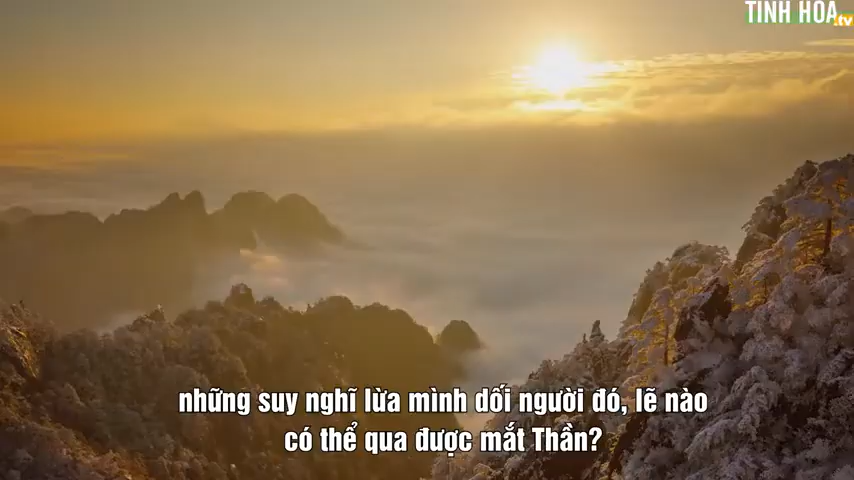 TINH HOA.tv
những suy nghĩ lừa mình dối người đó, lẽ nào
có thể qua được mắt Thần?